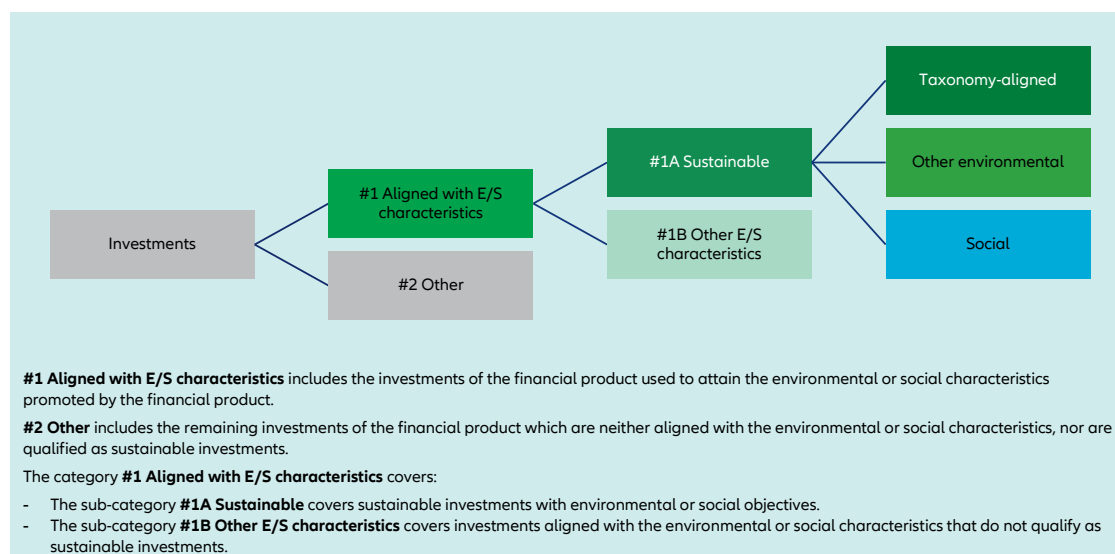 Taxonomy-aligned
#1A Sustainable
Other environmental
#1 Aligned with E/S
characteristics
#1B Other E/S
characteristics
Investments
Social
#2 Other
#1 Aligned with E/S characteristics includes the investments of the financial product used to attain the environmental or social characteristics
promoted by the financial product.
#2 Other includes the remaining investments of the financial product which are neither aligned with the environmental or social characteristics, nor are
qualified as sustainable investments.
The category #1 Aligned with E/S characteristics covers:
- The sub-category #1A Sustainable covers sustainable investments with environmental or social objectives.
- The sub-category #1B Other E/S characteristics covers investments aligned with the environmental or social characteristics that do not qualify as
sustainable investments.